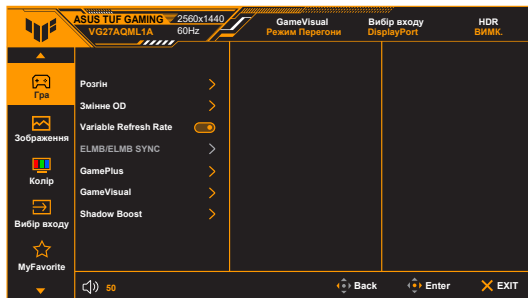 ASUS TUF GAMING
VG27AQML1A
2560x1440
60Hz
GameVisual
Режим Перегони
Вибір входу
DisplayPort
HDR
ВИМК.
Гра
Зображення
Колір
Вибір входу
MyFavorite
Розгін
Змінне OD
Variable Refresh Rate
ELMB/ELMB SYNC
GamePlus
GameVisual
Shadow Boost
50
Back
Enter
EXIT